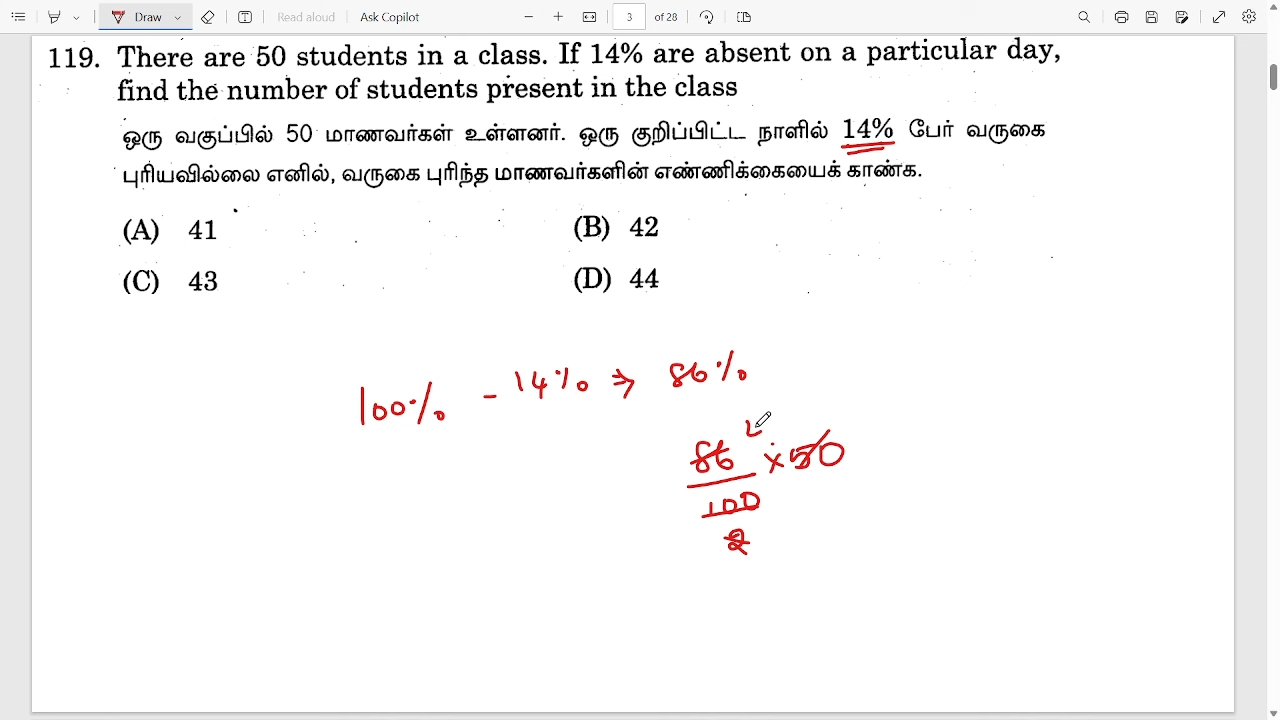 Draw
Read aloud
Ask Copilot
3
of 28
119. There are 50 students in a class. If 14% are absent on a particular day,
find the number of students present in the class
ஒரு வகுப்பில் 50 மாணவர்கள் உள்ளனர். ஒரு குறிப்பிட்ட நாளில் 14% பேர் வருகை
புரியவில்லை எனில், வருகை புரிந்த மாணவர்களின் எண்ணிக்கையைக் காண்க.
(A) 41
(B) 42
(C) 43
(D) 44
100% - 14% ⇒ 86%
86 × 50
100
2